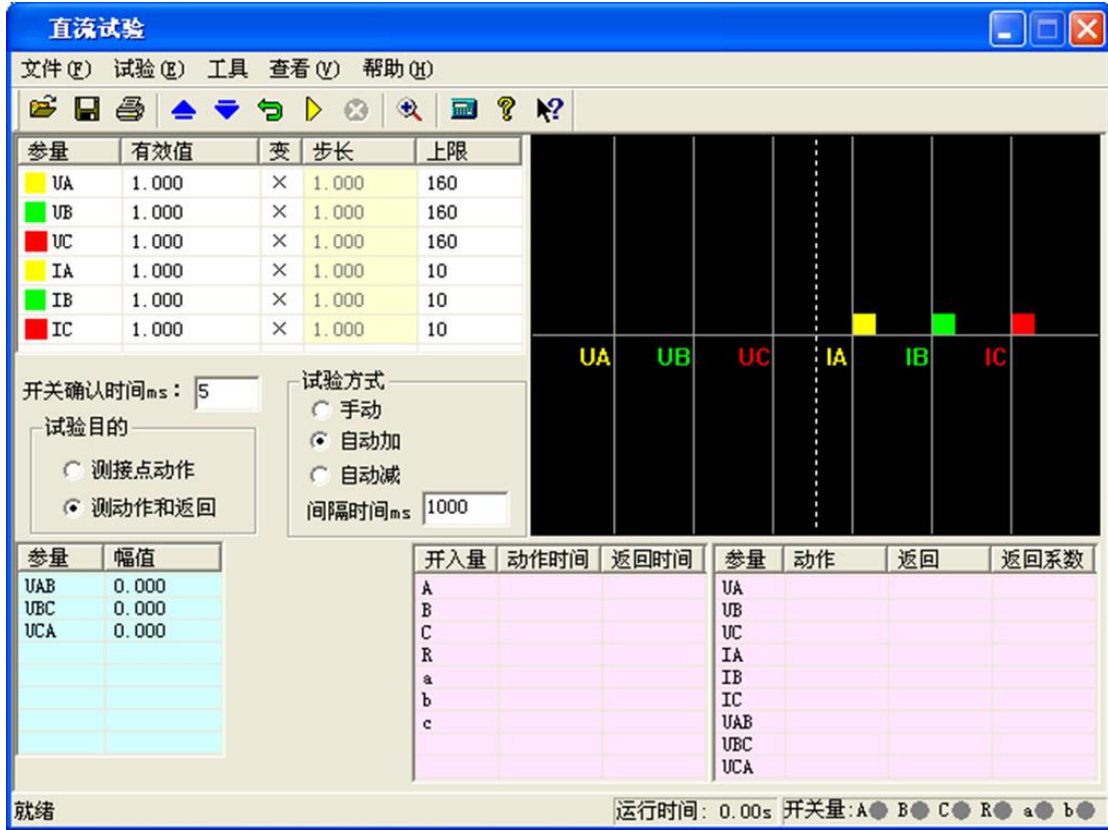 直流试验
文件(F) 试验(E) 工具 查看(V) 帮助(H)
参量 有效值 变 步长 上限
UA 1.000 × 1.000 160
UB 1.000 × 1.000 160
UC 1.000 × 1.000 160
IA 1.000 × 1.000 10
IB 1.000 × 1.000 10
IC 1.000 × 1.000 10
UA UB UC IA IB IC
开关确认时间ms: 5
试验目的
测接点动作
测动作和返回
试验方式
手动
自动加
自动减
间隔时间ms 1000
参量 幅值
UAB 0.000
UBC 0.000
UCA 0.000
开入量 动作时间 返回时间
A
B
C
R
a
b
c
参量 动作 返回 返回系数
UA
UB
UC
IA
IB
IC
UAB
UBC
UCA
就绪 运行时间: 0.00s 开关量:A B C R a b